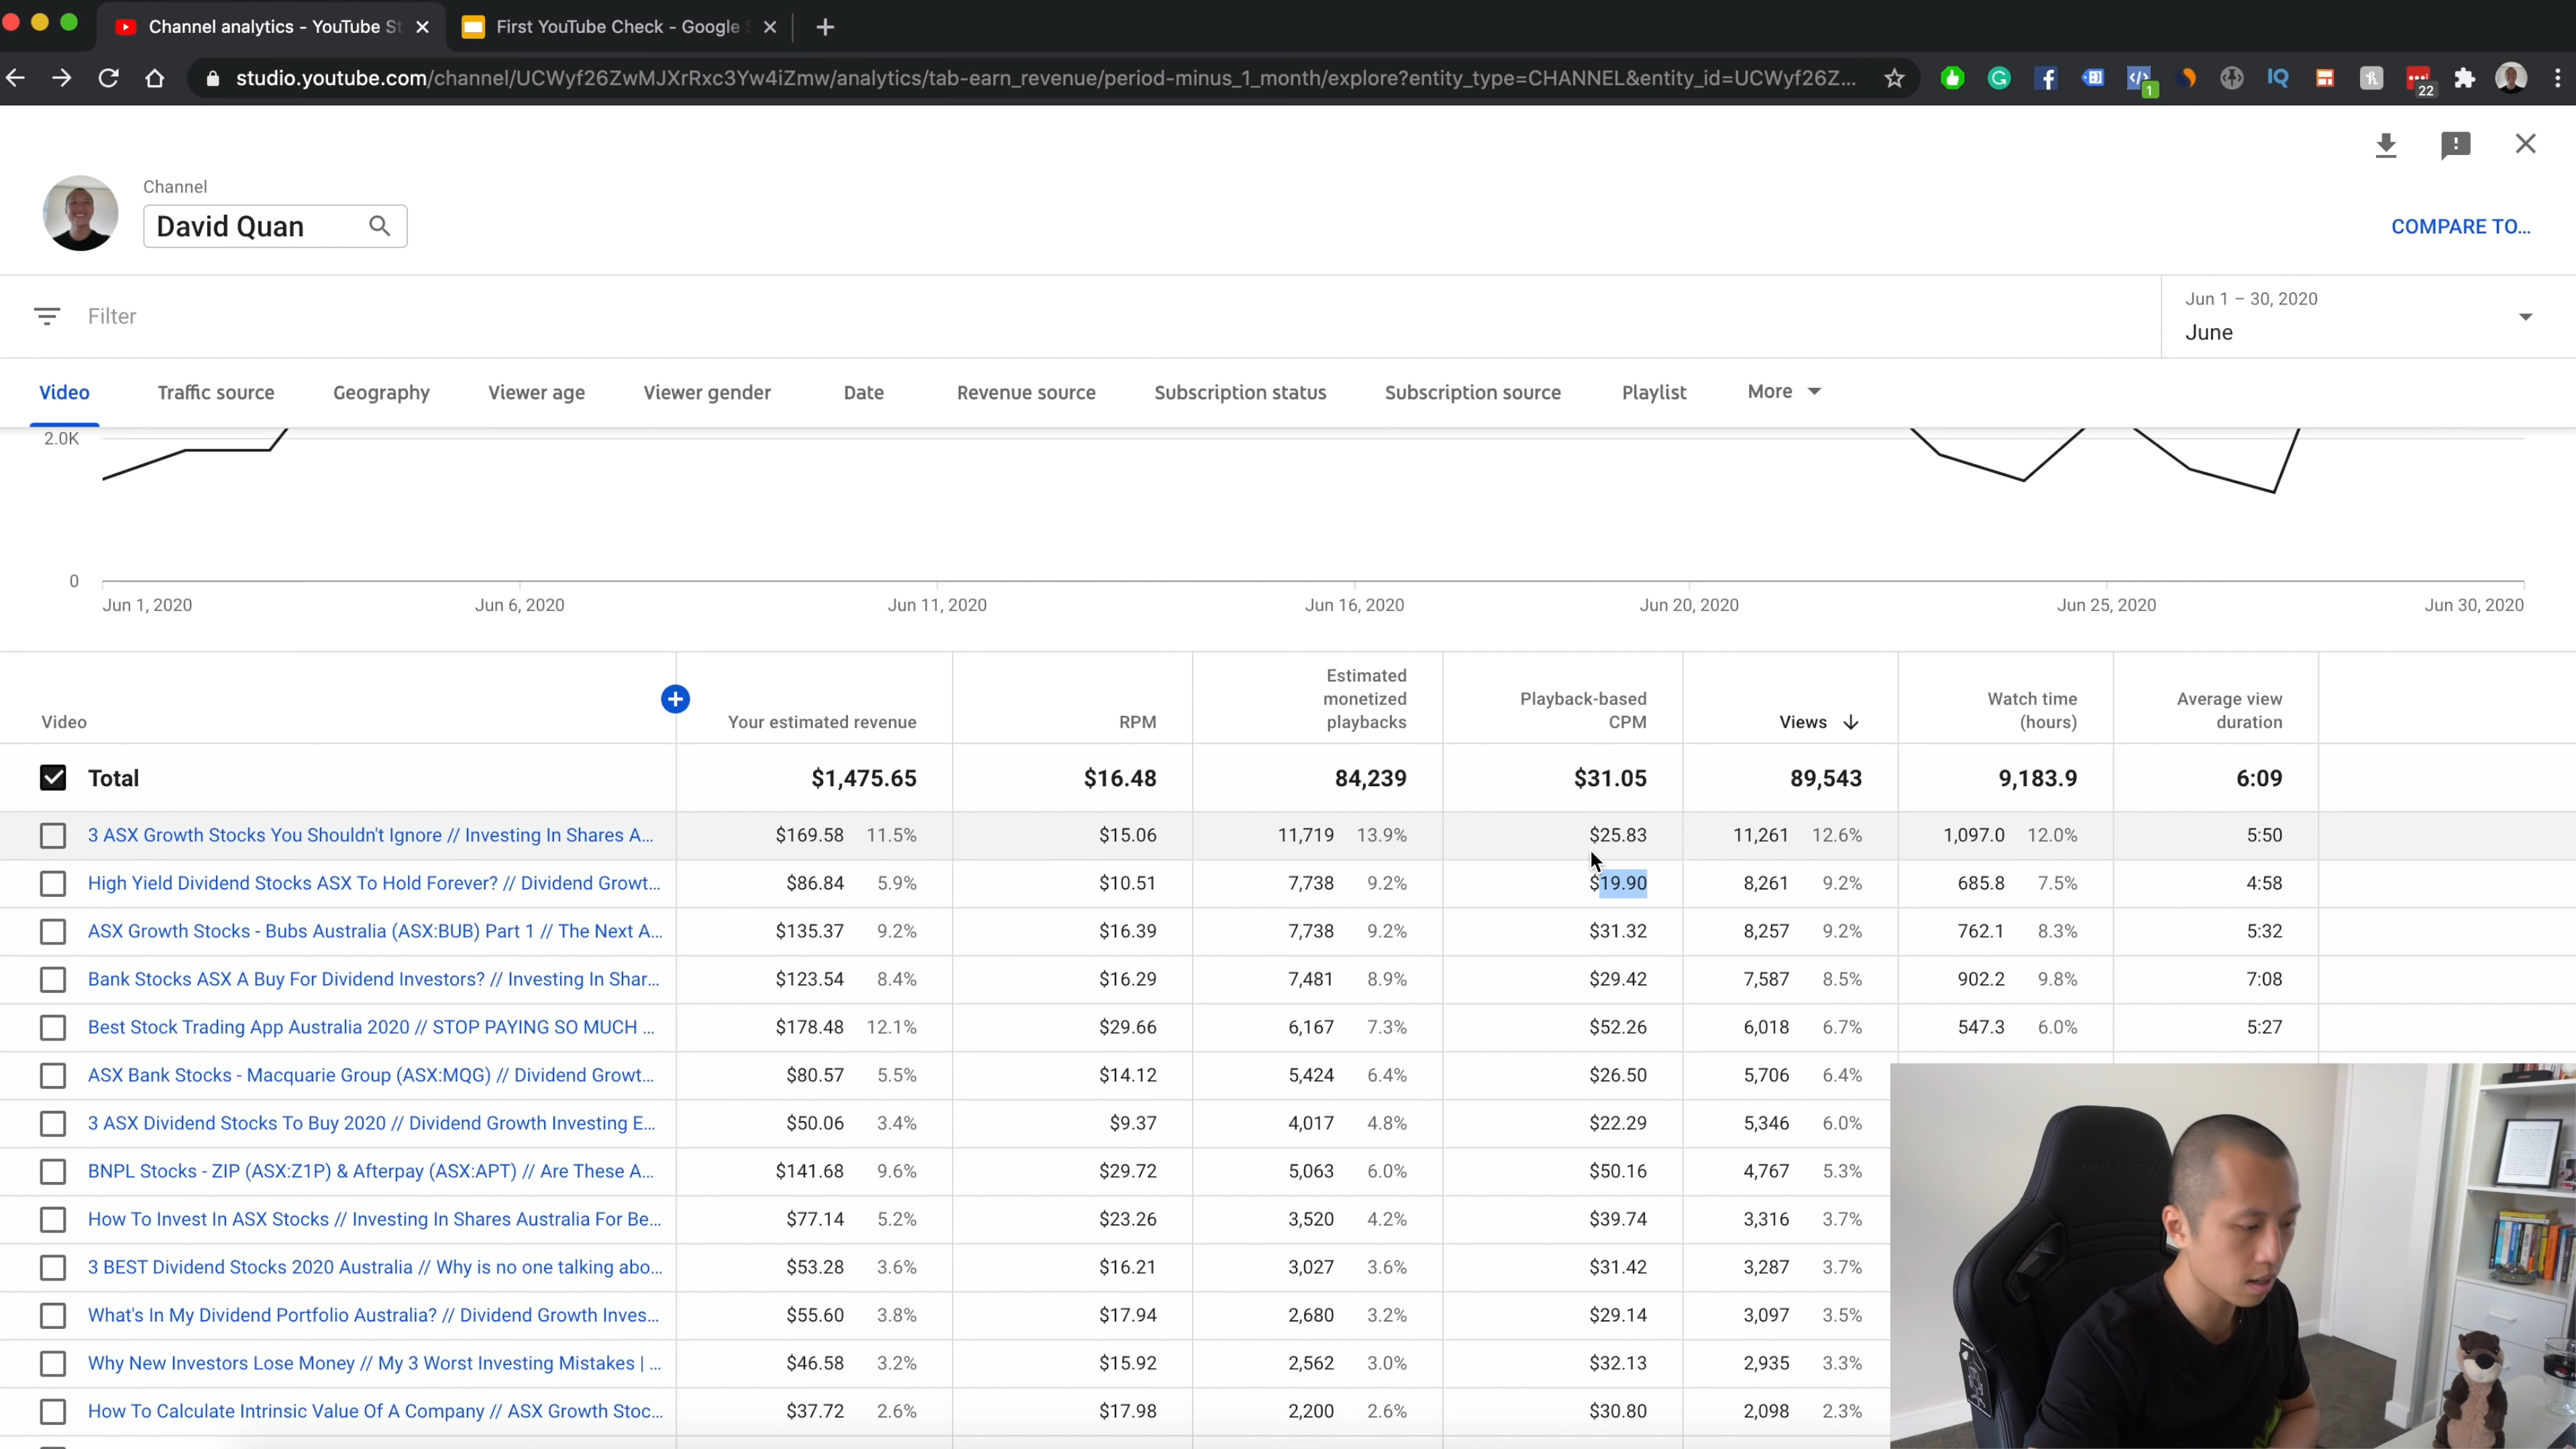 Channel analytics - YouTube St
First YouTube Check - Google S
studio.youtube.com/channel/UCWyf26ZwMJXrRxc3Yw4iZmw/analytics/tab-earn_revenue/period-minus_1_month/explore?entity_type=CHANNEL&entity_id=UCWyf26Z...
1
IQ
22
Channel
David Quan
COMPARE TO...
Filter
Jun 1 – 30, 2020
June
Video Traffic source Geography Viewer age Viewer gender Date Revenue source Subscription status Subscription source Playlist More
2.0K
0
Jun 1, 2020 Jun 6, 2020 Jun 11, 2020 Jun 16, 2020 Jun 20, 2020 Jun 25, 2020 Jun 30, 2020
Video Your estimated revenue RPM Estimated monetized playbacks Playback-based CPM Views Watch time (hours) Average view duration
Total $1,475.65 $16.48 84,239 $31.05 89,543 9,183.9 6:09
3 ASX Growth Stocks You Shouldn't Ignore // Investing In Shares A... $169.58 11.5% $15.06 11,719 13.9% $25.83 11,261 12.6% 1,097.0 12.0% 5:50
High Yield Dividend Stocks ASX To Hold Forever? // Dividend Growt... $86.84 5.9% $10.51 7,738 9.2% $19.90 8,261 9.2% 685.8 7.5% 4:58
ASX Growth Stocks - Bubs Australia (ASX:BUB) Part 1 // The Next A... $135.37 9.2% $16.39 7,738 9.2% $31.32 8,257 9.2% 762.1 8.3% 5:32
Bank Stocks ASX A Buy For Dividend Investors? // Investing In Shar... $123.54 8.4% $16.29 7,481 8.9% $29.42 7,587 8.5% 902.2 9.8% 7:08
Best Stock Trading App Australia 2020 // STOP PAYING SO MUCH ... $178.48 12.1% $29.66 6,167 7.3% $52.26 6,018 6.7% 547.3 6.0% 5:27
ASX Bank Stocks - Macquarie Group (ASX:MQG) // Dividend Growt... $80.57 5.5% $14.12 5,424 6.4% $26.50 5,706 6.4%
3 ASX Dividend Stocks To Buy 2020 // Dividend Growth Investing E... $50.06 3.4% $9.37 4,017 4.8% $22.29 5,346 6.0%
BNPL Stocks - ZIP (ASX:Z1P) & Afterpay (ASX:APT) // Are These A... $141.68 9.6% $29.72 5,063 6.0% $50.16 4,767 5.3%
How To Invest In ASX Stocks // Investing In Shares Australia For Be... $77.14 5.2% $23.26 3,520 4.2% $39.74 3,316 3.7%
3 BEST Dividend Stocks 2020 Australia // Why is no one talking abo... $53.28 3.6% $16.21 3,027 3.6% $31.42 3,287 3.7%
What's In My Dividend Portfolio Australia? // Dividend Growth Inves... $55.60 3.8% $17.94 2,680 3.2% $29.14 3,097 3.5%
Why New Investors Lose Money // My 3 Worst Investing Mistakes | ... $46.58 3.2% $15.92 2,562 3.0% $32.13 2,935 3.3%
How To Calculate Intrinsic Value Of A Company // ASX Growth Stoc... $37.72 2.6% $17.98 2,200 2.6% $30.80 2,098 2.3%